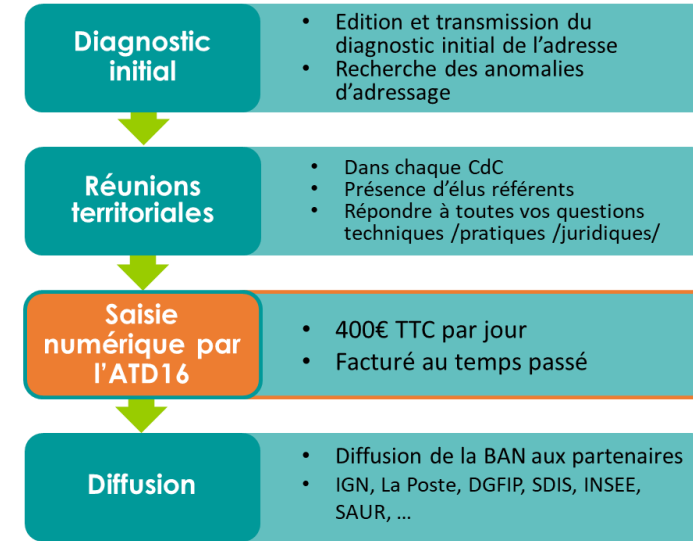 Diagnostic
initial
• Edition et transmission du
diagnostic initial de l’adresse
• Recherche des anomalies
d’adressage
Réunions
territoriales
• Dans chaque CdC
• Présence d’élus référents
• Répondre à toutes vos questions
techniques /pratiques /juridiques/
Saisie
numérique par
l’ATD16
• 400€ TTC par jour
• Facturé au temps passé
Diffusion
• Diffusion de la BAN aux partenaires
• IGN, La Poste, DGFIP, SDIS, INSEE,
SAUR, ...